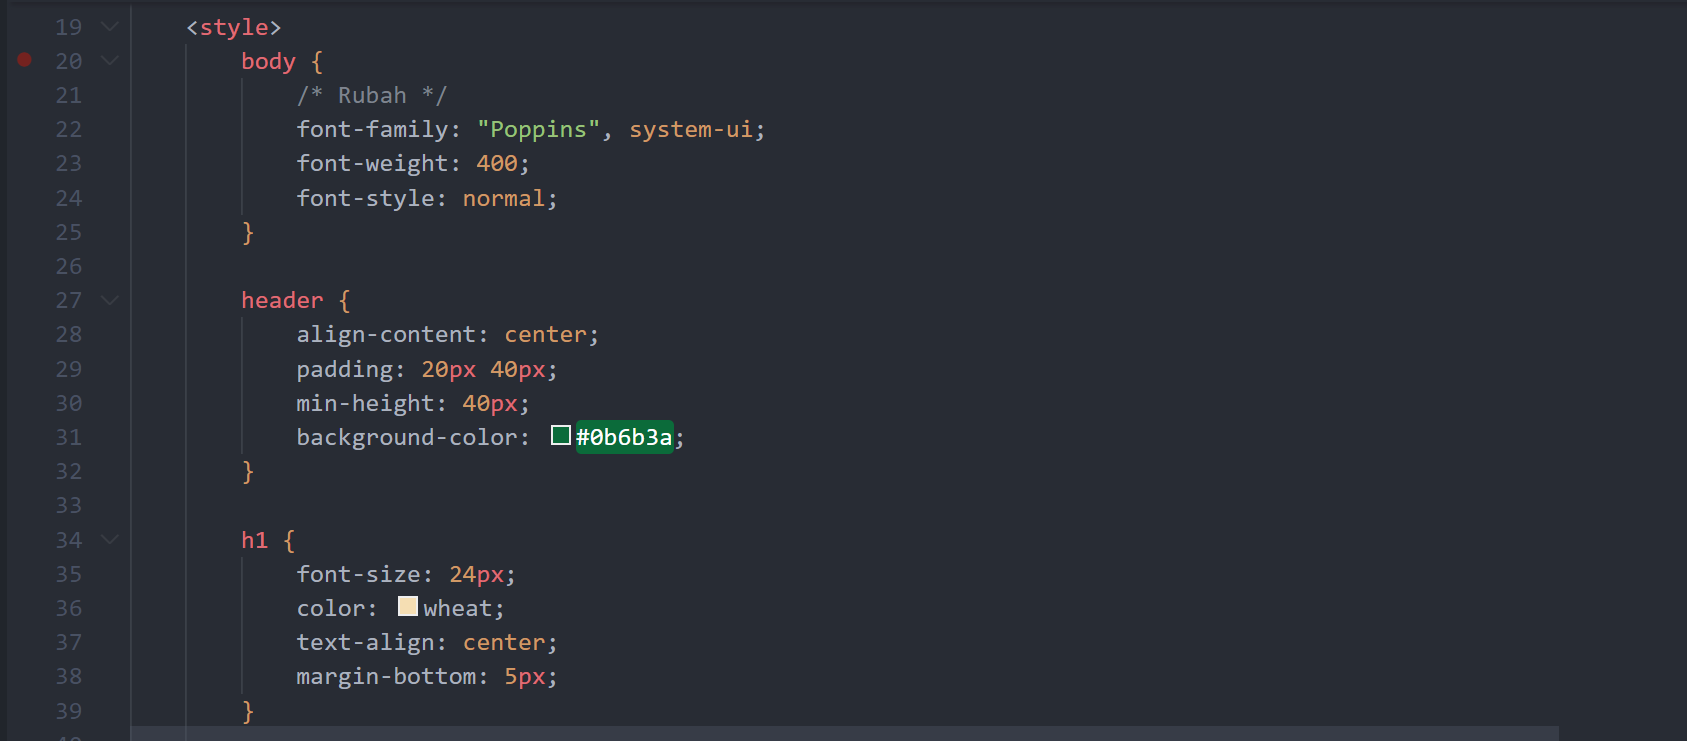 19 <style>
20 body {
21 /* Rubah */
22 font-family: "Poppins", system-ui;
23 font-weight: 400;
24 font-style: normal;
25 }
26
27 header {
28 align-content: center;
29 padding: 20px 40px;
30 min-height: 40px;
31 background-color: #0b6b3a;
32 }
33
34 h1 {
35 font-size: 24px;
36 color: wheat;
37 text-align: center;
38 margin-bottom: 5px;
39 }